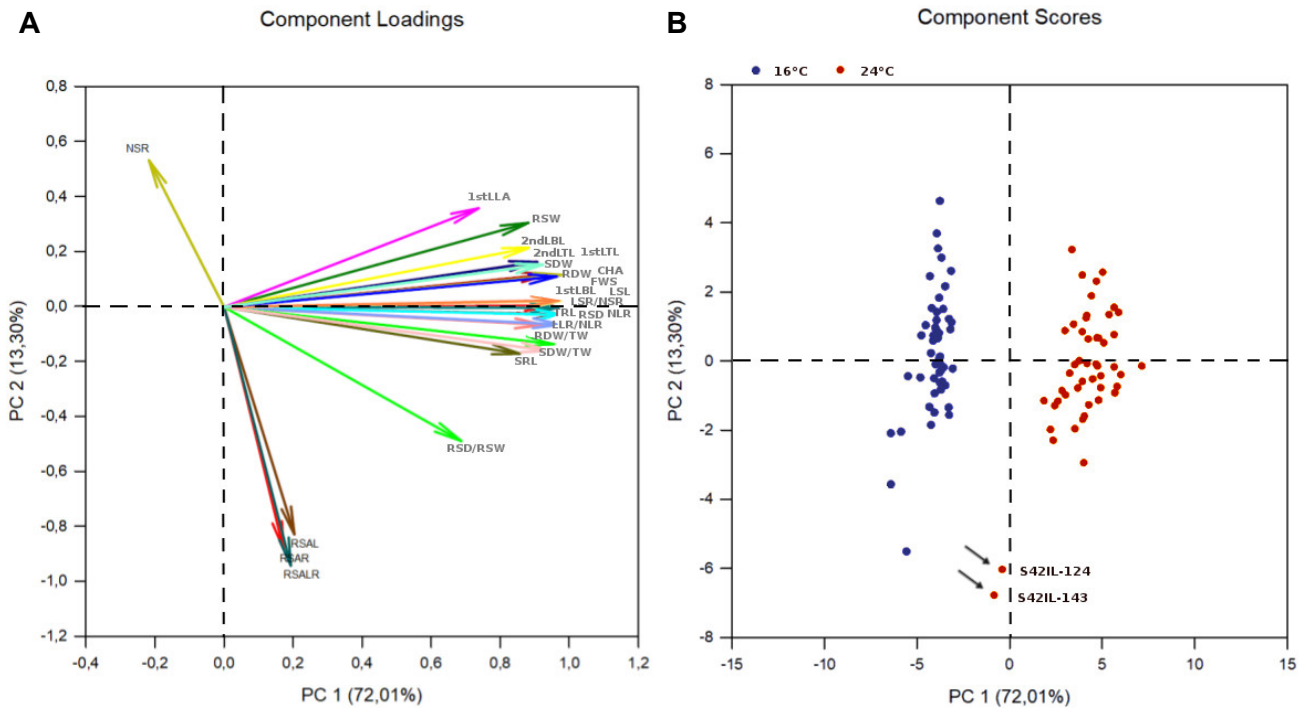 A
Component Loadings
0,8
0,6
0,4
0,2
0,0
-0,2
-0,4
-0,6
-0,8
-1,0
-1,2
PC 2 (13,30%)
NSR
1stLLA
RSW
2ndLBL
2ndLTL 1stLTL
SDW
RDW CHA
FWS
1stLBL LSL
LSR/NSR
TRL RSD NLR
LLR/NLR
RDW/TW
SDW/TW
SRL
RSD/RSW
RSAL
RSAR
RSALR
-0,4 -0,2 0,0 0,2 0,4 0,6 0,8 1,0 1,2
PC 1 (72,01%)
B
Component Scores
16°C 24°C
8
6
4
2
0
-2
-4
-6
-8
PC 2 (13,30%)
S42IL-124
S42IL-143
-15 -10 -5 0 5 10 15
PC 1 (72,01%)